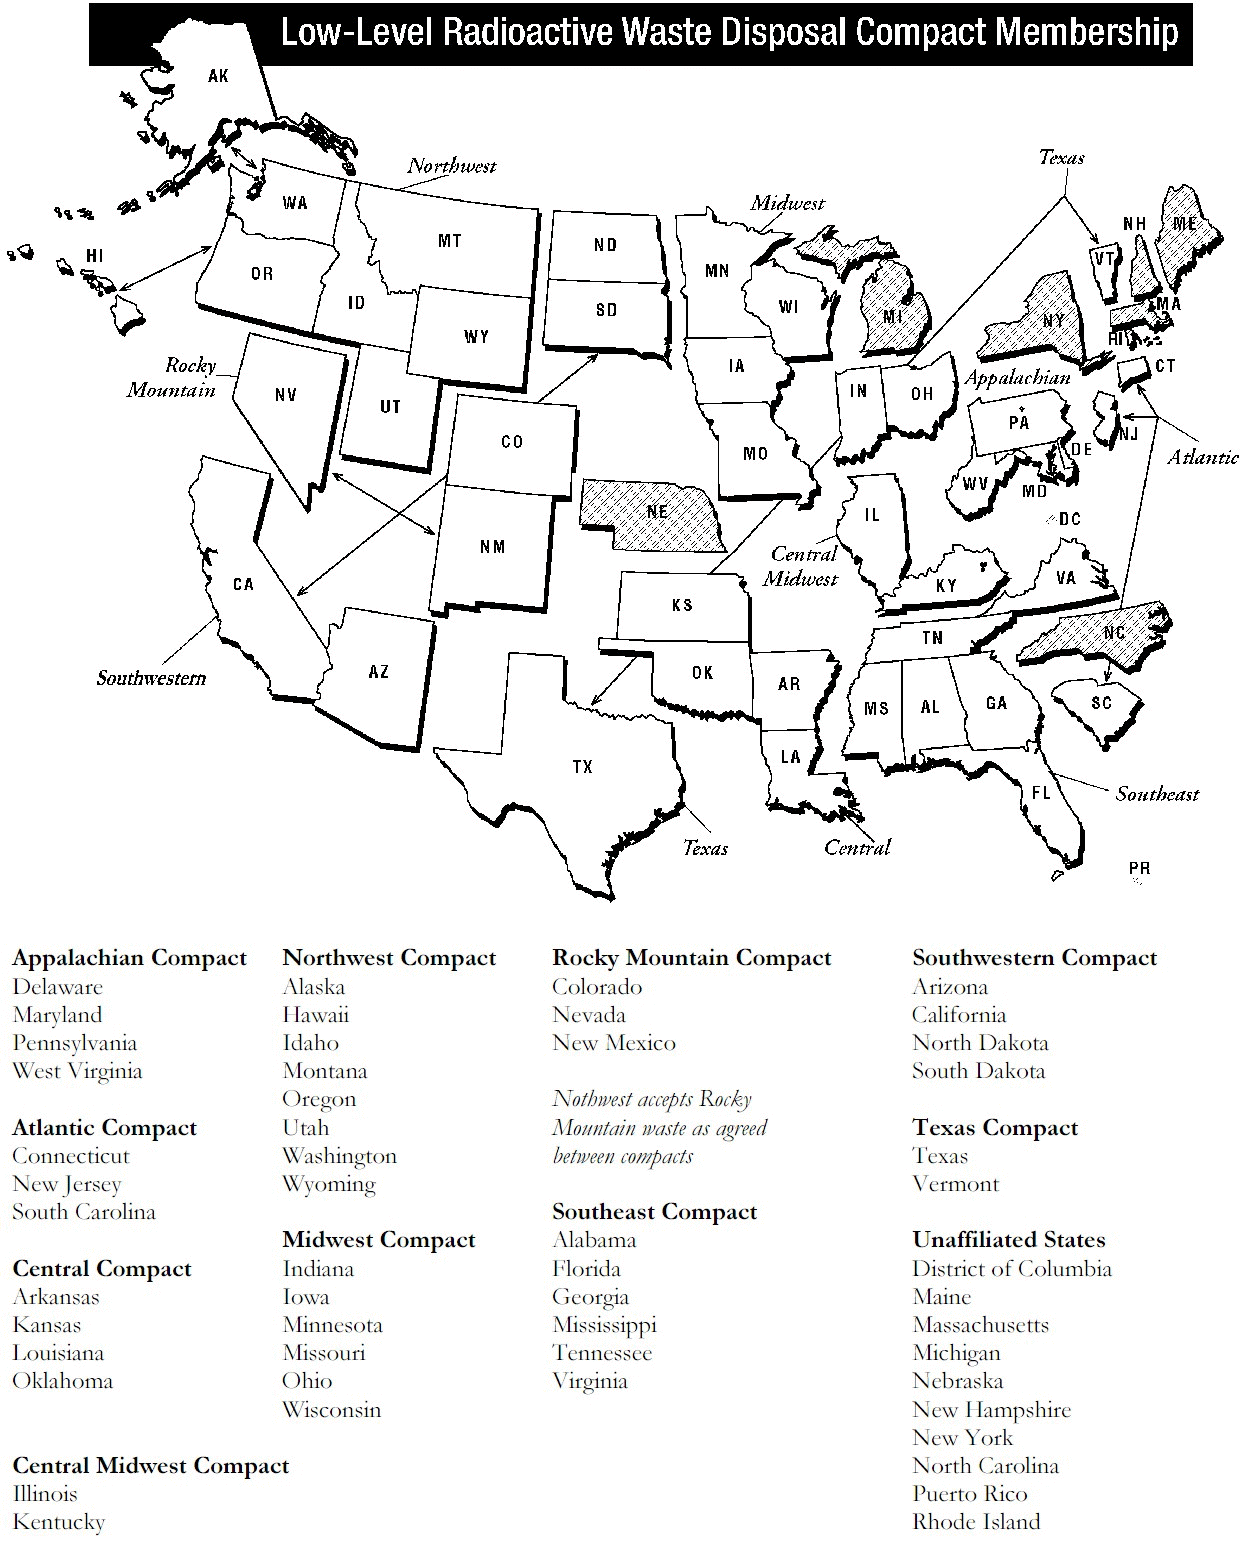 Low-Level Radioactive Waste Disposal Compact Membership
AK
Northwest
Texas
Midwest
WA
MT
ND
MN
NH
ME
VT
HI
OR
ID
SD
WI
MI
NY
MA
WY
RI
Rocky
Mountain
NV
UT
IA
IN
OH
Appalachian
CT
CO
MO
PA
DE
NJ
Atlantic
WV
MD
NE
IL
DC
NM
Central
Midwest
CA
KS
KY
VA
TN
NC
Southwestern
AZ
OK
AR
MS
AL
GA
SC
TX
LA
FL
Southeast
Texas
Central
PR
Appalachian Compact
Delaware
Maryland
Pennsylvania
West Virginia
Atlantic Compact
Connecticut
New Jersey
South Carolina
Central Compact
Arkansas
Kansas
Louisiana
Oklahoma
Central Midwest Compact
Illinois
Kentucky
Northwest Compact
Alaska
Hawaii
Idaho
Montana
Oregon
Utah
Washington
Wyoming
Midwest Compact
Indiana
Iowa
Minnesota
Missouri
Ohio
Wisconsin
Rocky Mountain Compact
Colorado
Nevada
New Mexico
Nothwest accepts Rocky
Mountain waste as agreed
between compacts
Southeast Compact
Alabama
Florida
Georgia
Mississippi
Tennessee
Virginia
Southwestern Compact
Arizona
California
North Dakota
South Dakota
Texas Compact
Texas
Vermont
Unaffiliated States
District of Columbia
Maine
Massachusetts
Michigan
Nebraska
New Hampshire
New York
North Carolina
Puerto Rico
Rhode Island